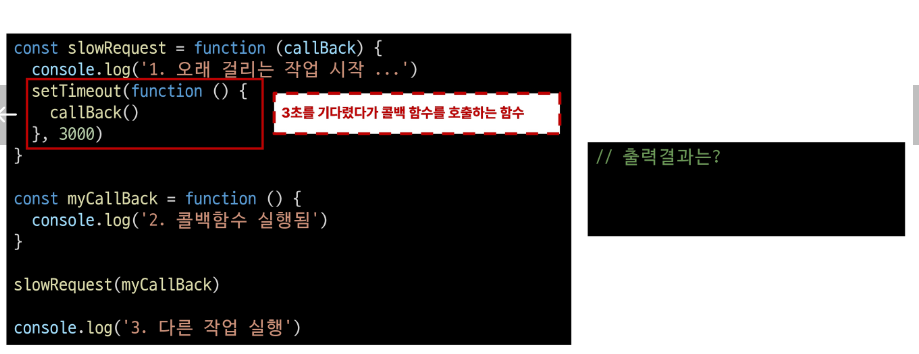 const slowRequest = function (callBack) {
console.log('1. 오래 걸리는 작업 시작 ...')
setTimeout(function () {
callBack()
}, 3000)
}
3초를 기다렸다가 콜백 함수를 호출하는 함수
const myCallBack = function () {
console.log('2. 콜백함수 실행됨')
}
slowRequest(myCallBack)
console.log('3. 다른 작업 실행')
// 출력결과는?